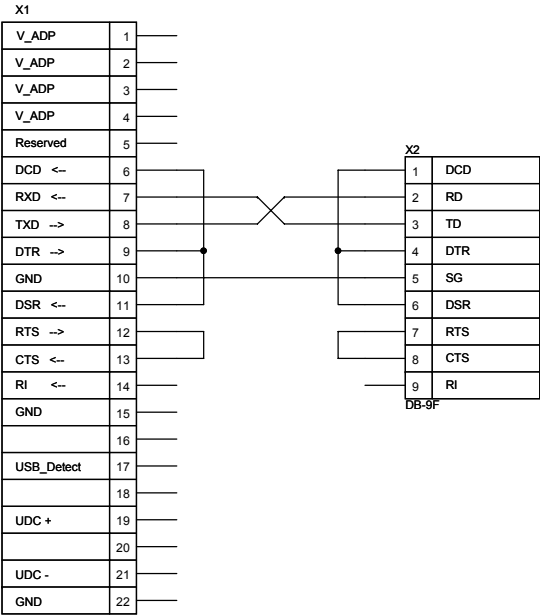 X1
V_ADP 1
V_ADP 2
V_ADP 3
V_ADP 4
Reserved 5
DCD <-- 6
RXD <-- 7
TXD --> 8
DTR --> 9
GND 10
DSR <-- 11
RTS --> 12
CTS <-- 13
RI <-- 14
GND 15
16
USB_Detect 17
18
UDC + 19
20
UDC - 21
GND 22
X2
1 DCD
2 RD
3 TD
4 DTR
5 SG
6 DSR
7 RTS
8 CTS
9 RI
DB-9F